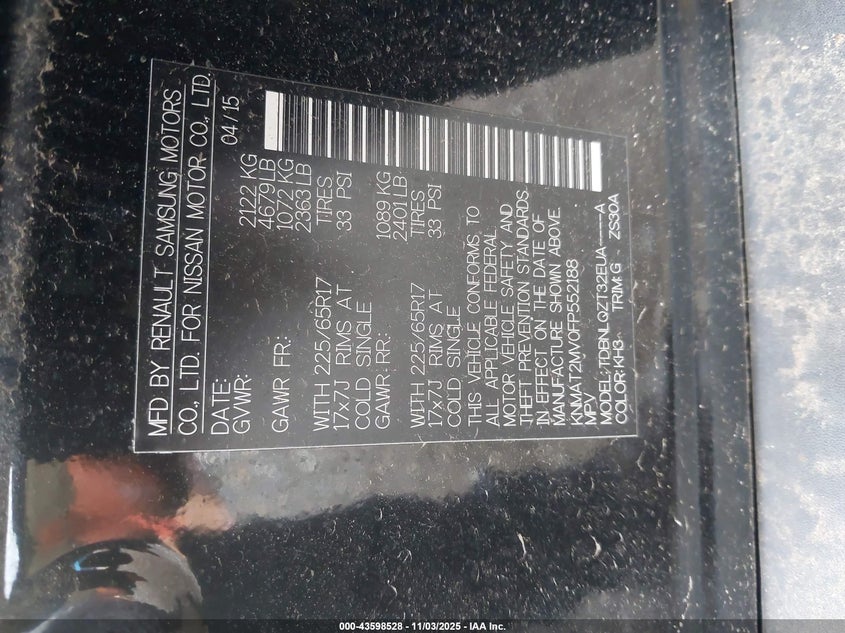 MFD BY RENAULT SAMSUNG MOTORS
CO., LTD. FOR NISSAN MOTOR CO., LTD.
DATE: 04/15
GVWR: 2122 KG
4679 LB
GAWR FR: 1072 KG
2363 LB
WITH 225/65R17 TIRES
17x7J RIMS AT 33 PSI
COLD SINGLE
GAWR RR: 1089 KG
2401 LB
WITH 225/65R17 TIRES
17x7J RIMS AT 33 PSI
COLD SINGLE
THIS VEHICLE CONFORMS TO
ALL APPLICABLE FEDERAL
MOTOR VEHICLE SAFETY AND
THEFT PREVENTION STANDARDS
IN EFFECT ON THE DATE OF
MANUFACTURE SHOWN ABOVE.
KNMAT2MV0FP552188
MPV
MODEL: TDBNLQZT32EUA-----A
COLOR: KH3 TRIM: G ZS30A
000-43598528 - 11/03/2025 - IAA Inc.